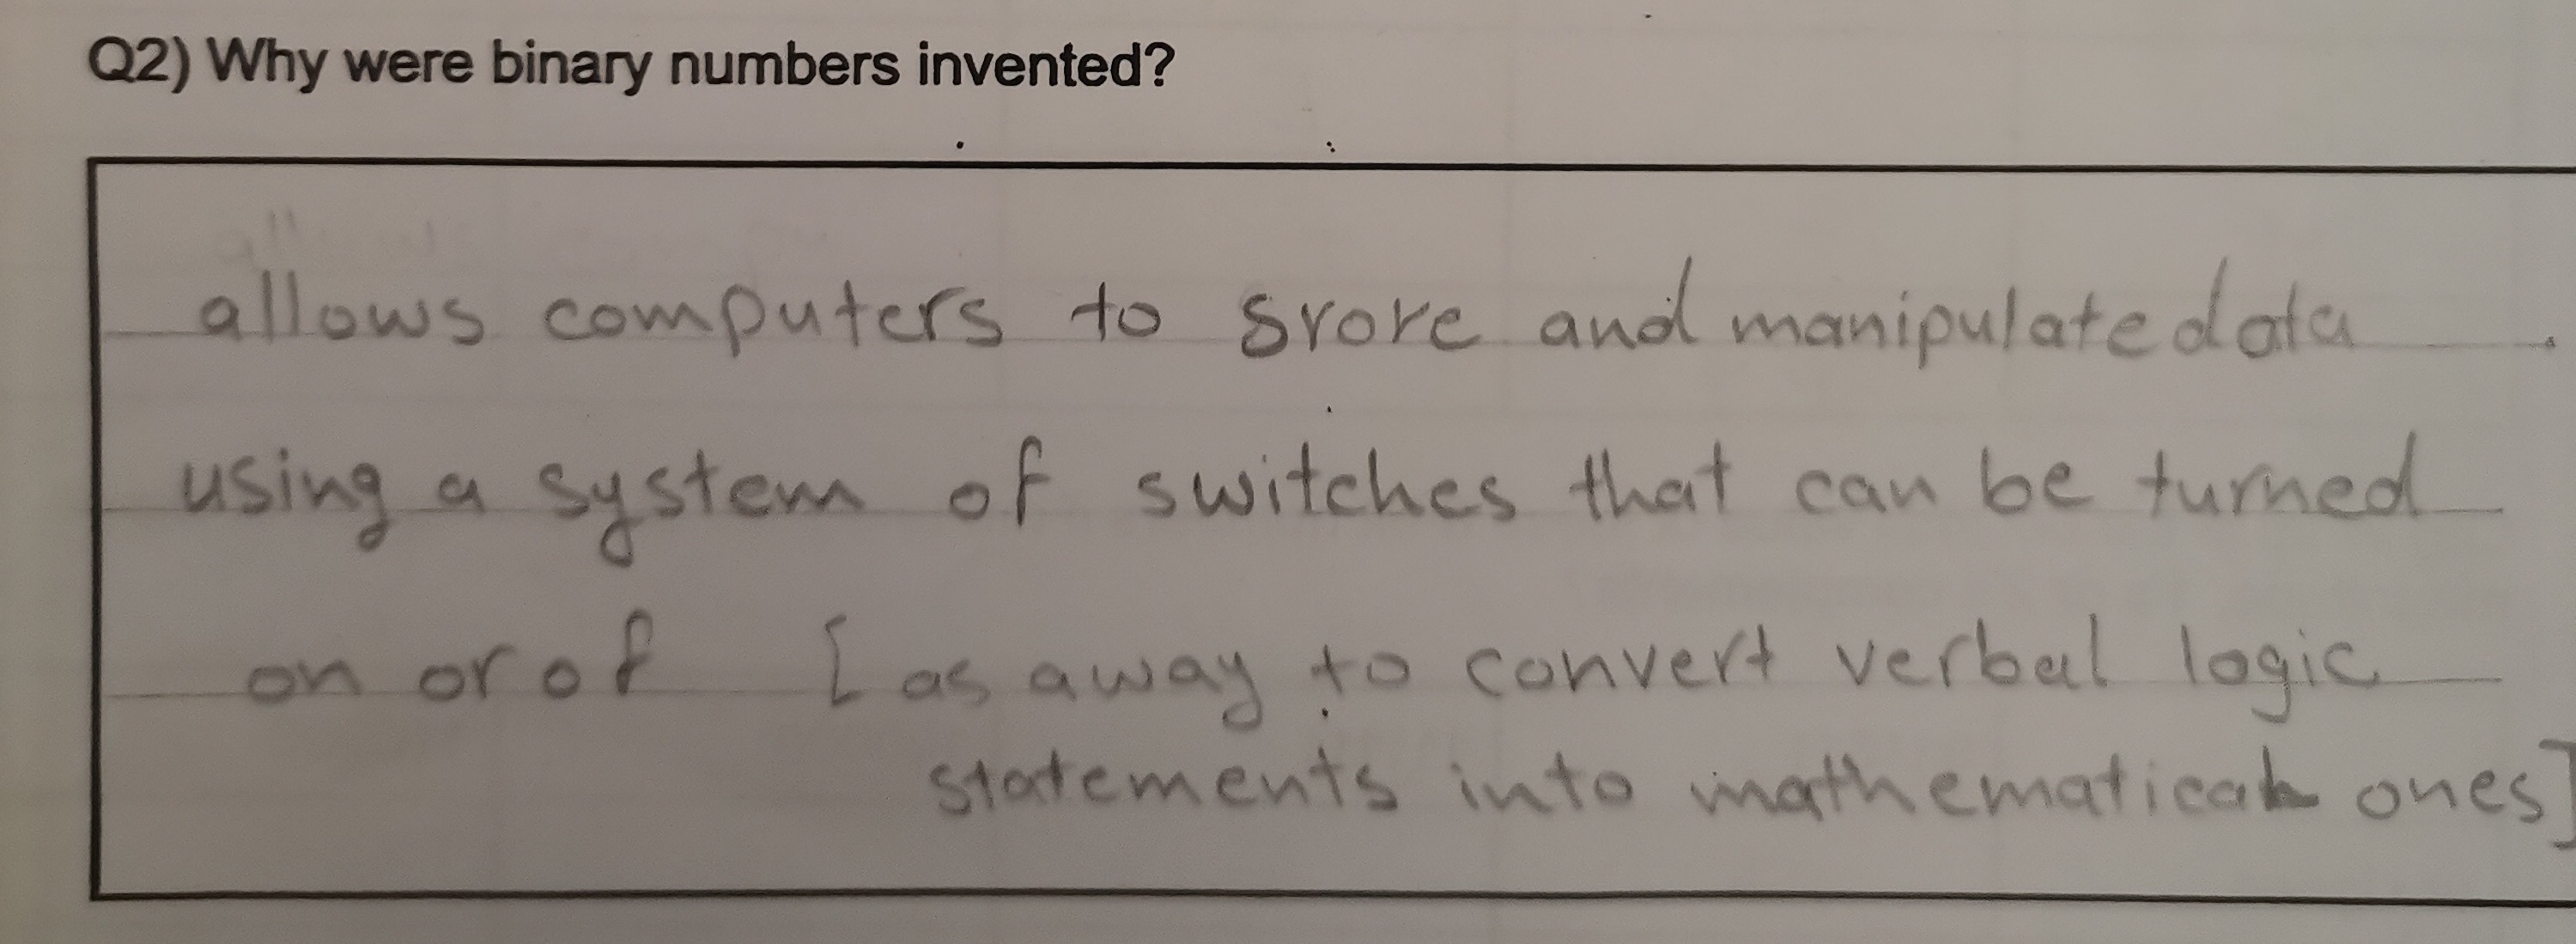 Q2) Why were binary numbers invented?
allows computers to srore and manipulate data
using a system of switches that can be turned
on or of [as away to convert verbal logic
statements into mathematical ones]